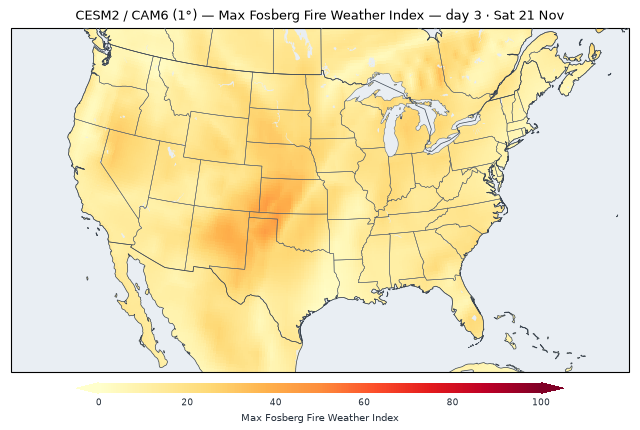 CESM2 / CAM6 (1°) — Max Fosberg Fire Weather Index — day 3 · Sat 21 Nov
0 20 40 60 80 100
Max Fosberg Fire Weather Index